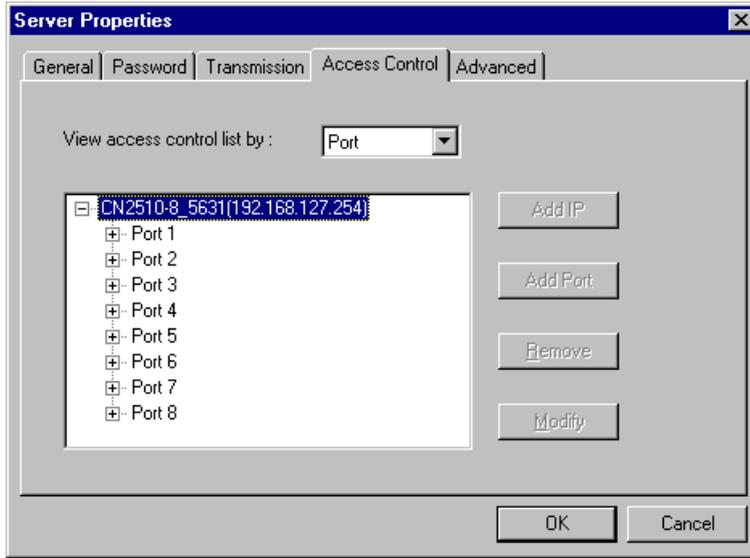 Server Properties
General Password Transmission Access Control Advanced
View access control list by : Port
CN2510-8_5631(192.168.127.254)
Port 1
Port 2
Port 3
Port 4
Port 5
Port 6
Port 7
Port 8
Add IP
Add Port
Remove
Modify
OK Cancel